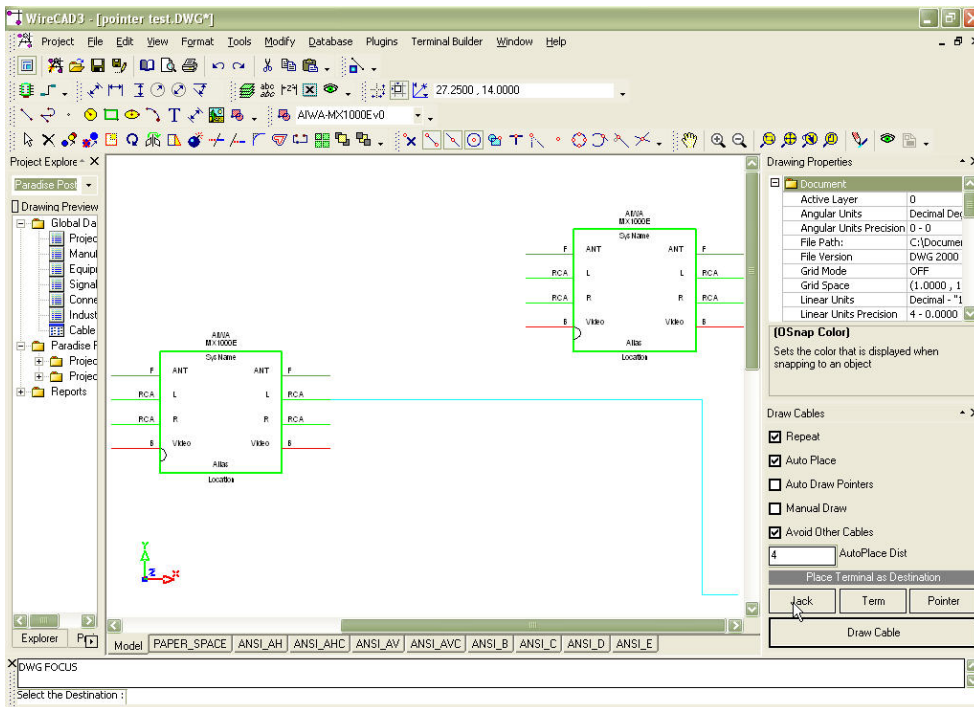 WireCAD3 - [pointer test.DWG*]
Project File Edit View Format Tools Modify Database Plugins Terminal Builder Window Help
27.2500 , 14.0000
AIWA-MX1000Ev0
Project Explore
Paradise Post
Drawing Preview
Global Da
Projec
Manul
Equip
Signal
Conne
Indust
Cable
Paradise F
Projec
Projec
Reports
Explorer
AIWA
MX1000E
Sys Name
F ANT ANT F
RCA L L RCA
RCA R R RCA
B Video Video B
Alias
Location
AIWA
MX1000E
Sys Name
F ANT ANT F
RCA L L RCA
RCA R R RCA
B Video Video B
Alias
Location
Y
Z X
Model PAPER_SPACE ANSI_AH ANSI_AHC ANSI_AV ANSI_AVC ANSI_B ANSI_C ANSI_D ANSI_E
Drawing Properties
Document
Active Layer 0
Angular Units Decimal Deg
Angular Units Precision 0 - 0
File Path: C:\Documen
File Version DWG 2000
Grid Mode OFF
Grid Space (1.0000 , 1
Linear Units Decimal - "1
Linear Units Precision 4 - 0.0000
(OSnap Color)
Sets the color that is displayed when
snapping to an object
Draw Cables
Repeat
Auto Place
Auto Draw Pointers
Manual Draw
Avoid Other Cables
4 AutoPlace Dist
Place Terminal as Destination
Jack Term Pointer
Draw Cable
DWG FOCUS
Select the Destination :